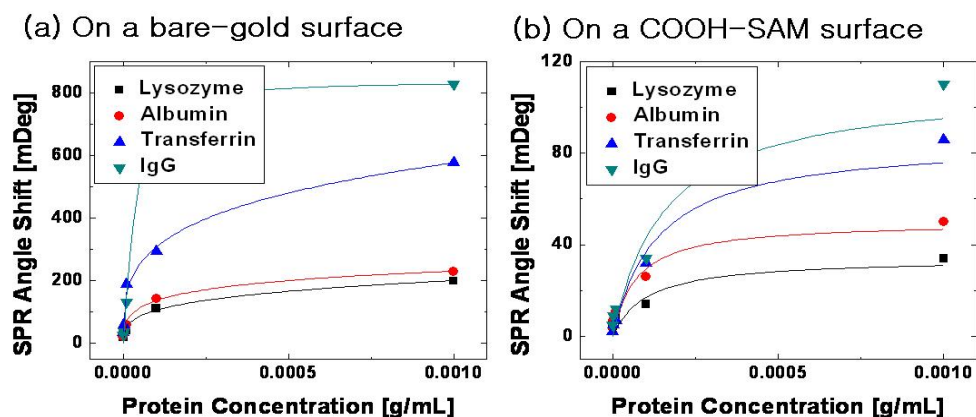 (a) On a bare-gold surface
SPR Angle Shift [mDeg]
800
600
400
200
0
Lysozyme
Albumin
Transferrin
IgG
0.0000
0.0005
0.0010
Protein Concentration [g/mL]
(b) On a COOH-SAM surface
SPR Angle Shift [mDeg]
120
80
40
0
Lysozyme
Albumin
Transferrin
IgG
0.0000
0.0005
0.0010
Protein Concentration [g/mL]